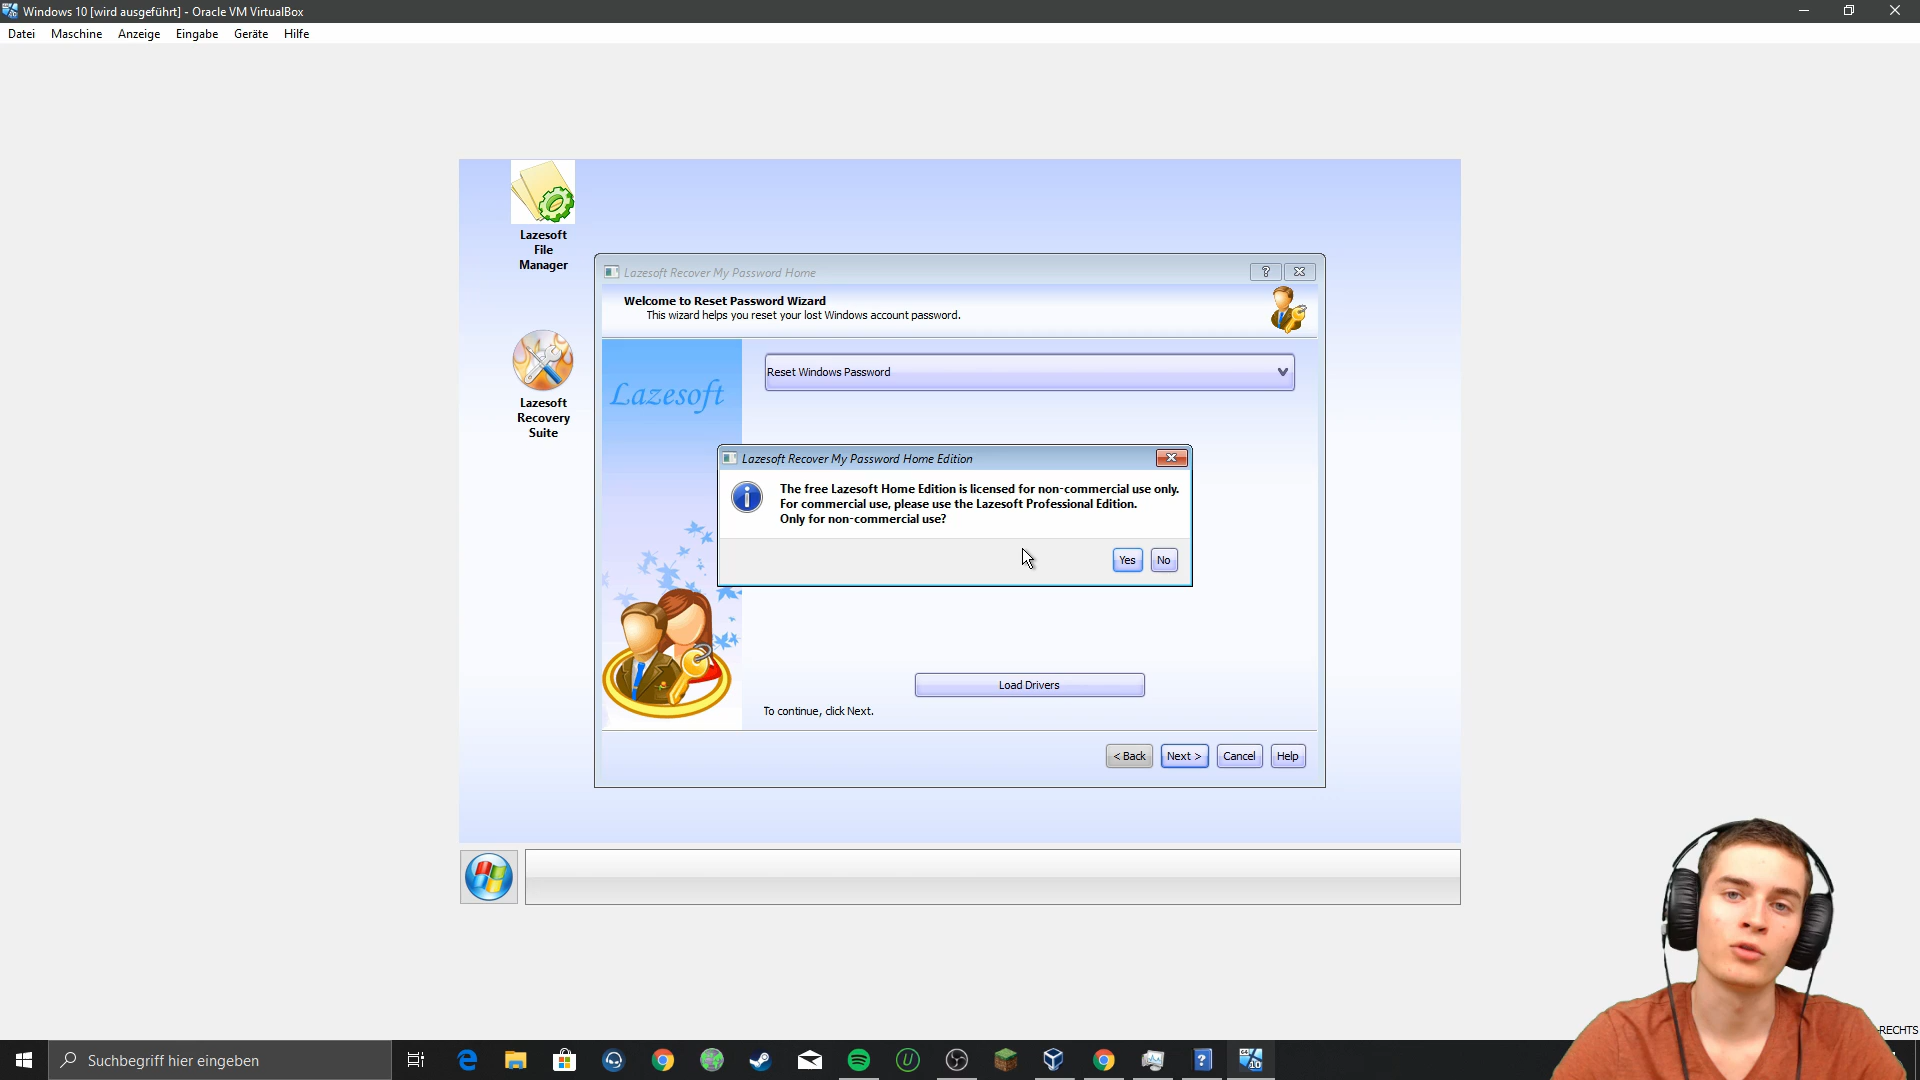 Windows 10 [wird ausgeführt] - Oracle VM VirtualBox
Datei Maschine Anzeige Eingabe Geräte Hilfe
Lazesoft
File
Manager
Lazesoft
Recovery
Suite
Lazesoft Recover My Password Home
?
Welcome to Reset Password Wizard
This wizard helps you reset your lost Windows account password.
Lazesoft
Reset Windows Password
Lazesoft Recover My Password Home Edition
The free Lazesoft Home Edition is licensed for non-commercial use only.
For commercial use, please use the Lazesoft Professional Edition.
Only for non-commercial use?
Yes No
Load Drivers
To continue, click Next.
< Back Next > Cancel Help
RECHTS
Suchbegriff hier eingeben